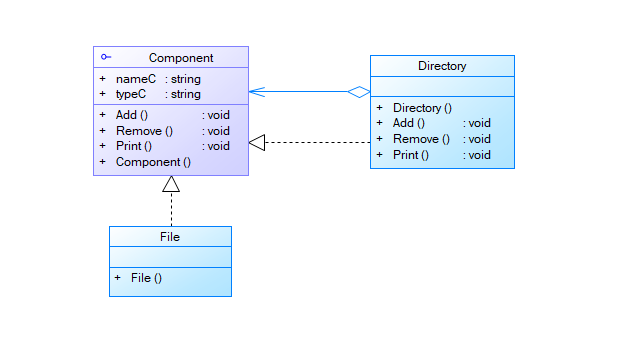 Component
+ nameC : string
+ typeC : string
+ Add () : void
+ Remove () : void
+ Print () : void
+ Component ()
Directory
+ Directory ()
+ Add () : void
+ Remove () : void
+ Print () : void
File
+ File ()